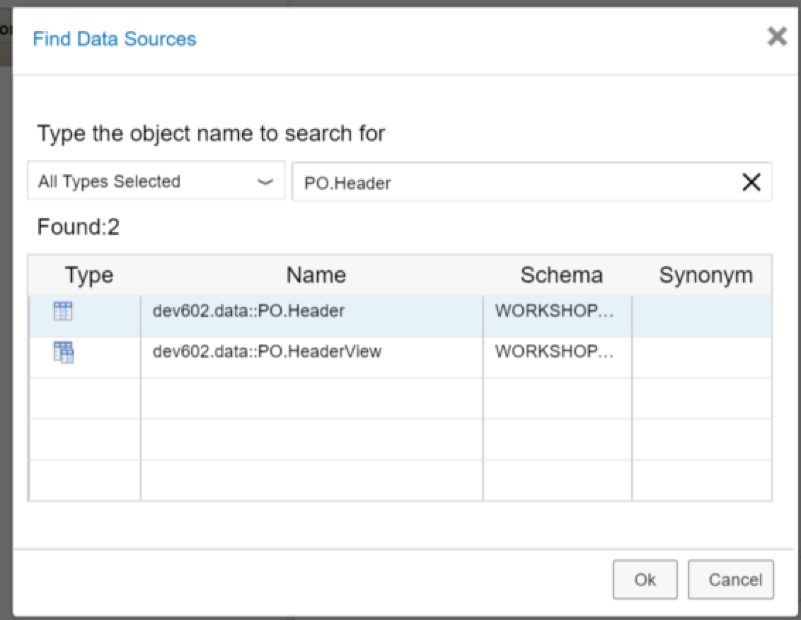 Find Data Sources
Type the object name to search for
All Types Selected PO.Header
Found:2
Type Name Schema Synonym
dev602.data::PO.Header WORKSHOP...
dev602.data::PO.HeaderView WORKSHOP...
Ok Cancel